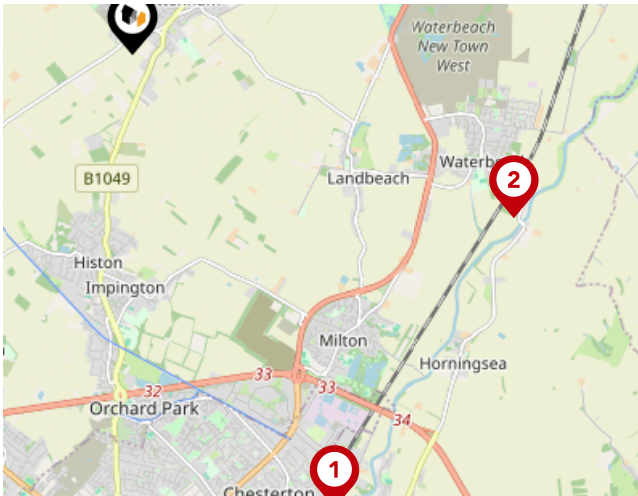 Waterbeach
New Town
West
B1049
Landbeach
2
Histon
Impington
Milton
Horningsea
33
32
33
34
Orchard Park
1
Chesterton